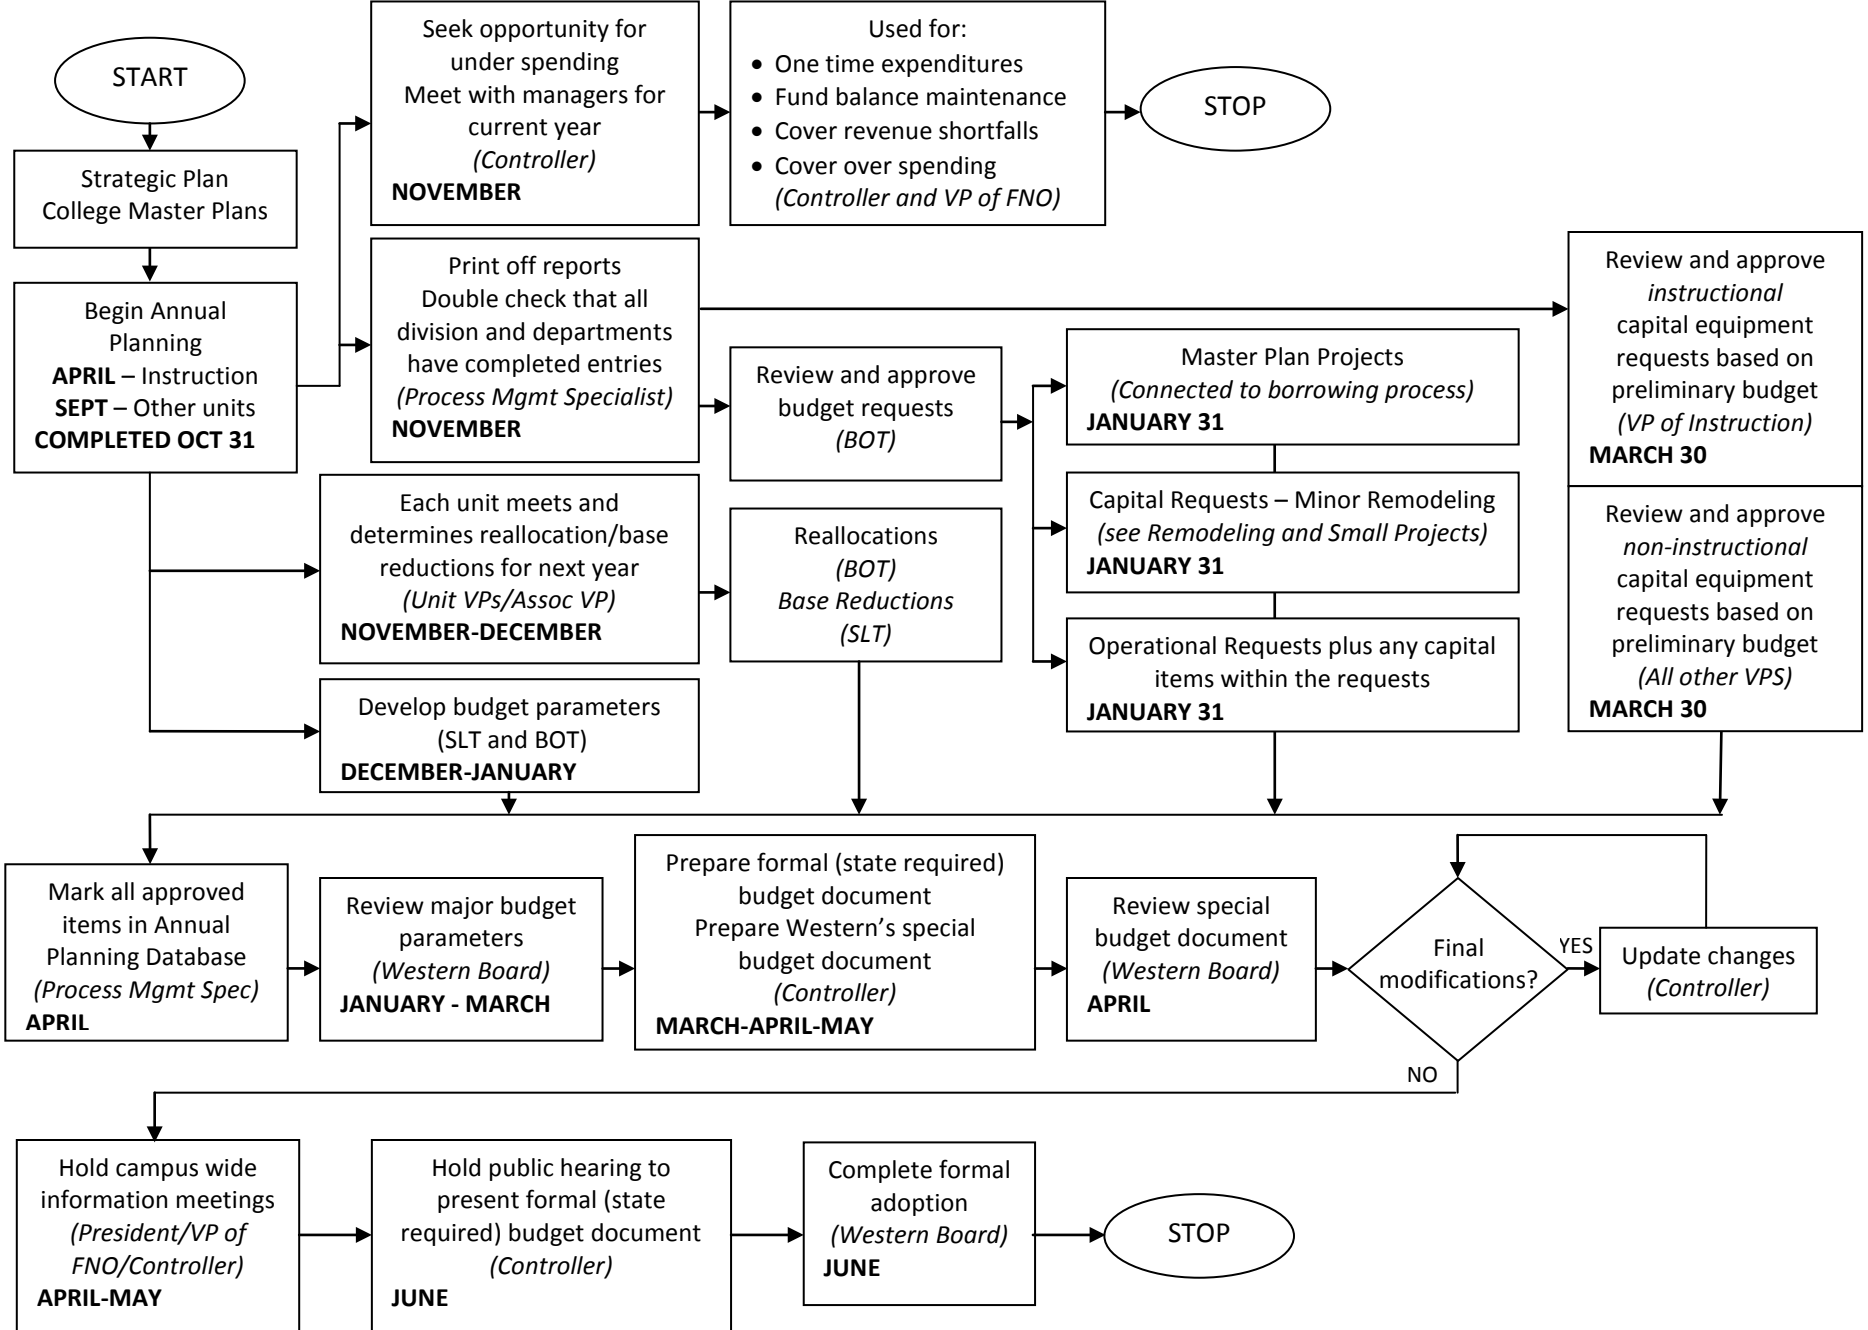 START
Strategic Plan
College Master Plans
Begin Annual
Planning
APRIL – Instruction
SEPT – Other units
COMPLETED OCT 31
Seek opportunity for
under spending
Meet with managers for
current year
(Controller)
NOVEMBER
Used for:
• One time expenditures
• Fund balance maintenance
• Cover revenue shortfalls
• Cover over spending
(Controller and VP of FNO)
STOP
Print off reports
Double check that all
division and departments
have completed entries
(Process Mgmt Specialist)
NOVEMBER
Review and approve
budget requests
(BOT)
Master Plan Projects
(Connected to borrowing process)
JANUARY 31
Capital Requests – Minor Remodeling
(see Remodeling and Small Projects)
JANUARY 31
Operational Requests plus any capital
items within the requests
JANUARY 31
Review and approve
instructional
capital equipment
requests based on
preliminary budget
(VP of Instruction)
MARCH 30
Review and approve
non-instructional
capital equipment
requests based on
preliminary budget
(All other VPS)
MARCH 30
Each unit meets and
determines reallocation/base
reductions for next year
(Unit VPs/Assoc VP)
NOVEMBER-DECEMBER
Reallocations
(BOT)
Base Reductions
(SLT)
Develop budget parameters
(SLT and BOT)
DECEMBER-JANUARY
Mark all approved
items in Annual
Planning Database
(Process Mgmt Spec)
APRIL
Review major budget
parameters
(Western Board)
JANUARY - MARCH
Prepare formal (state required)
budget document
Prepare Western’s special
budget document
(Controller)
MARCH-APRIL-MAY
Review special
budget document
(Western Board)
APRIL
Final
modifications?
YES
Update changes
(Controller)
NO
Hold campus wide
information meetings
(President/VP of
FNO/Controller)
APRIL-MAY
Hold public hearing to
present formal (state
required) budget document
(Controller)
JUNE
Complete formal
adoption
(Western Board)
JUNE
STOP